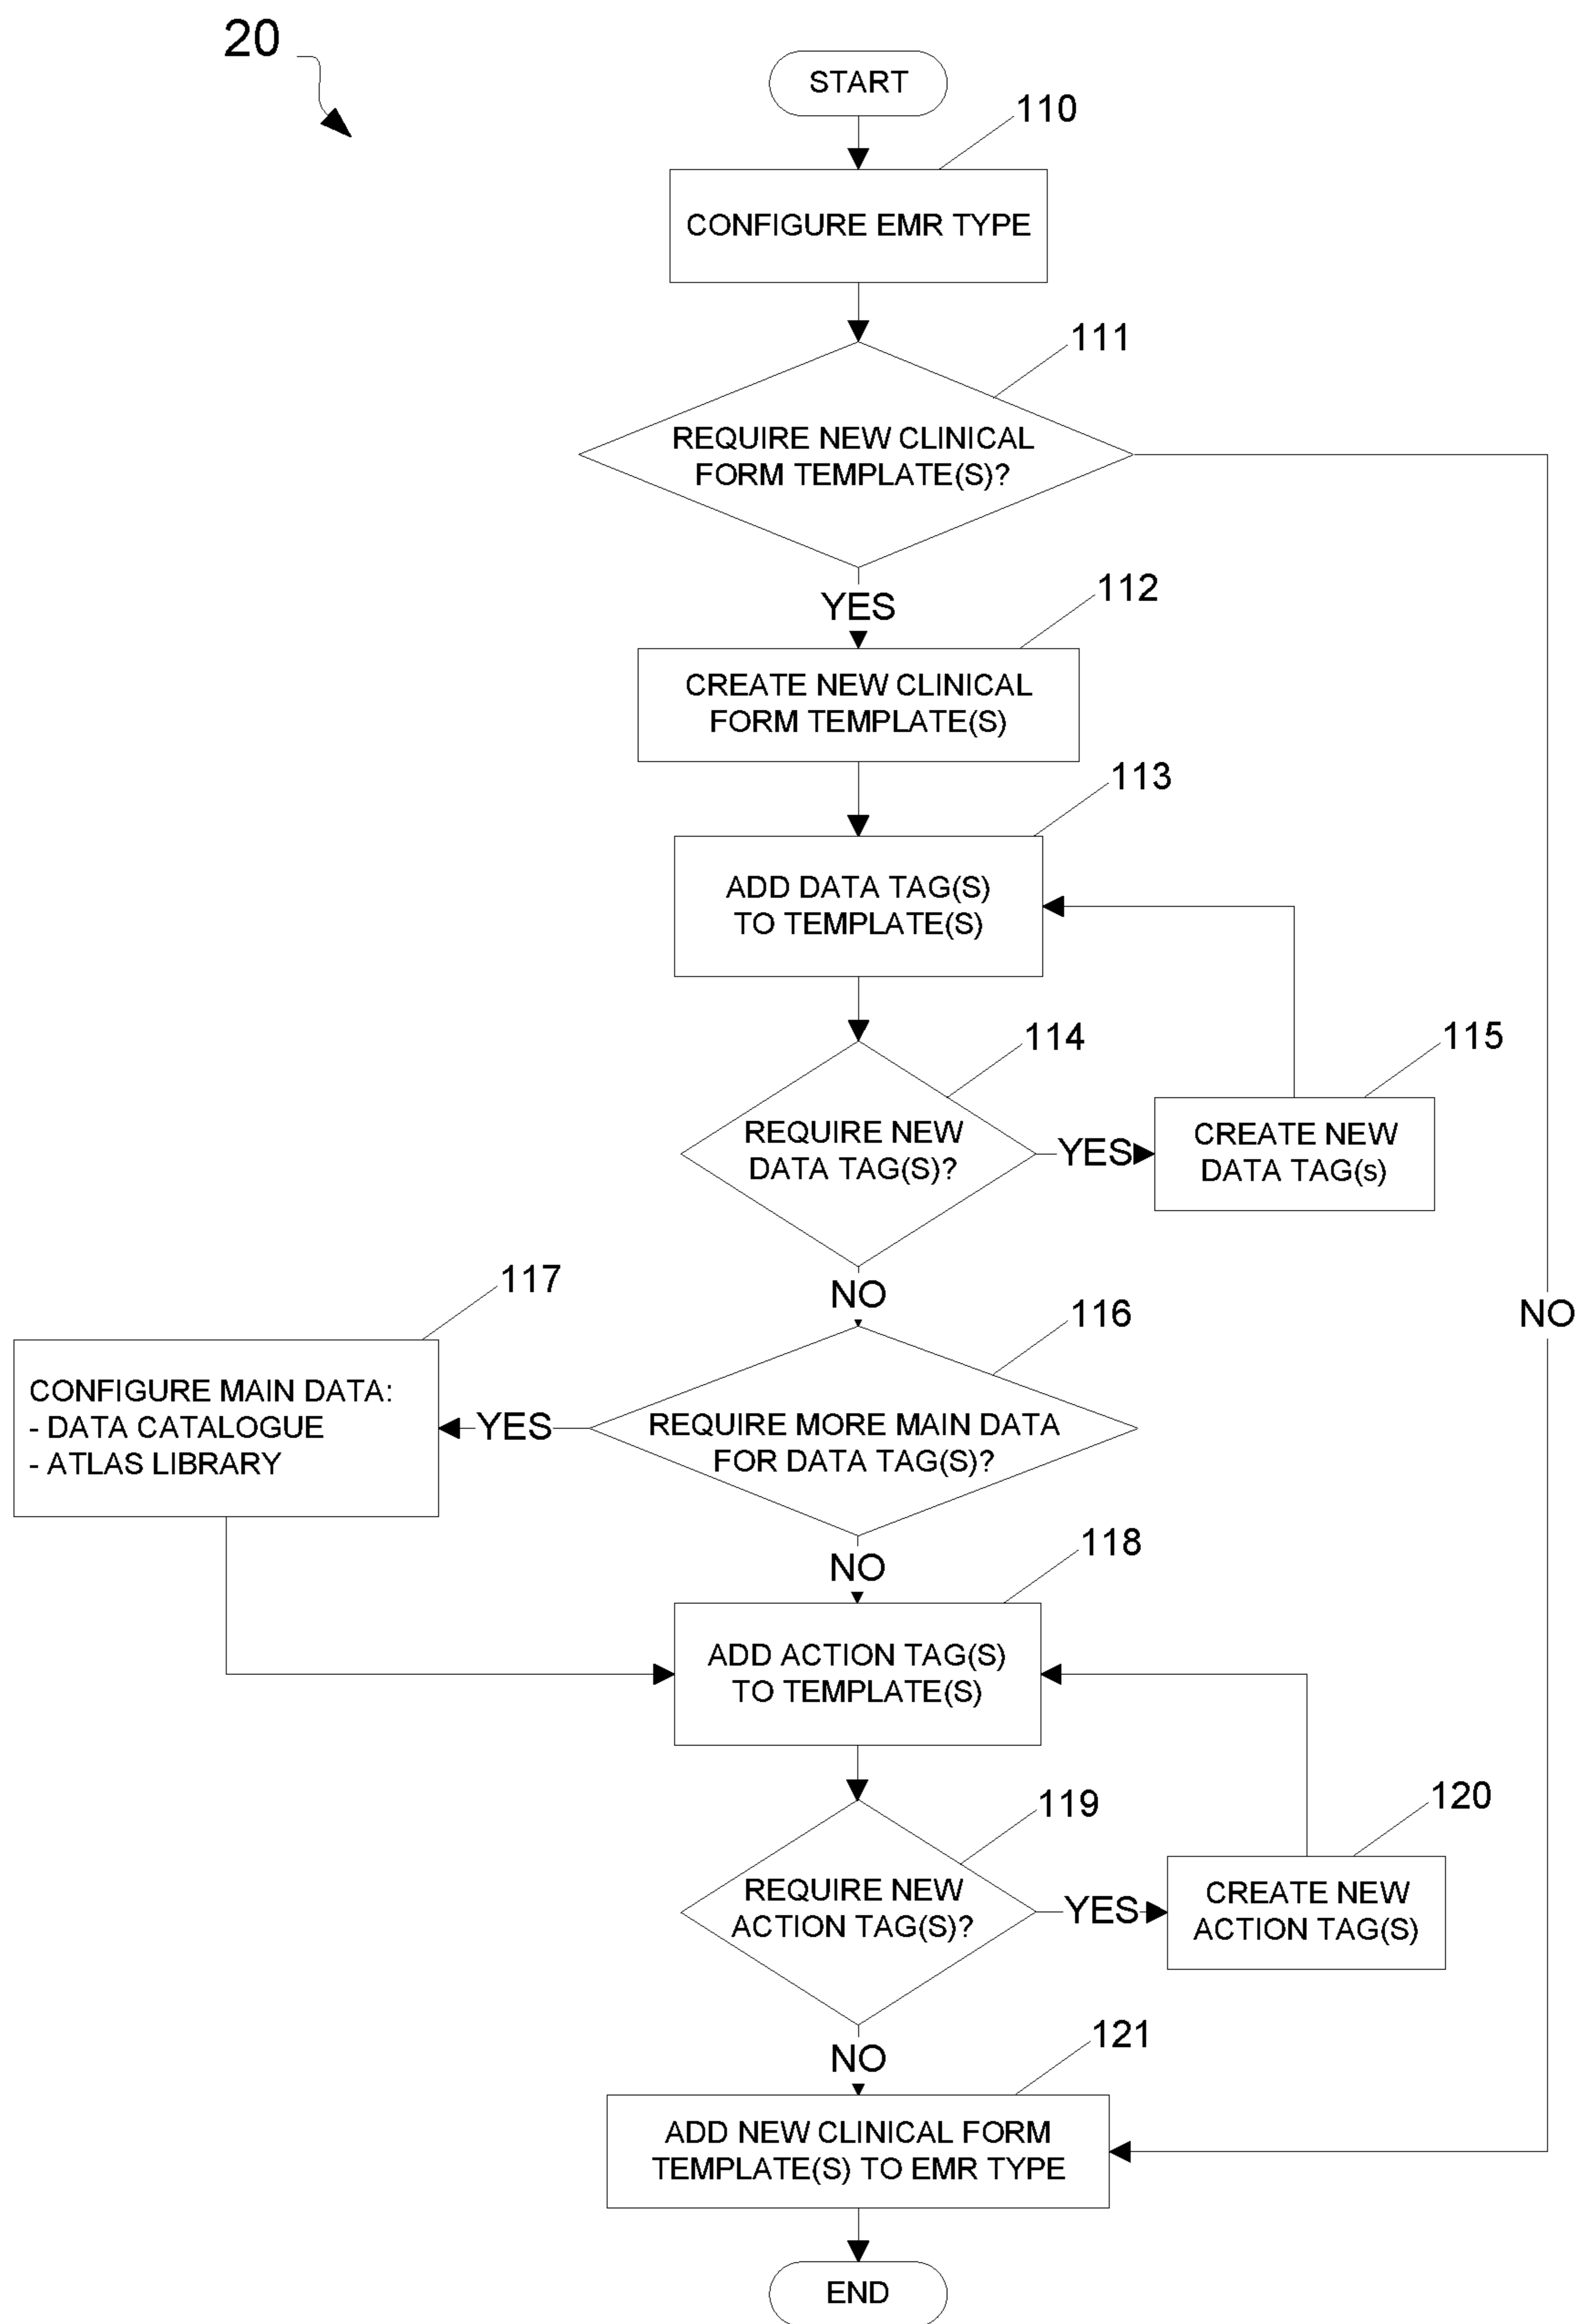 20
START
110
CONFIGURE EMR TYPE
111
REQUIRE NEW CLINICAL
FORM TEMPLATE(S)?
YES
112
CREATE NEW CLINICAL
FORM TEMPLATE(S)
113
ADD DATA TAG(S)
TO TEMPLATE(S)
114
REQUIRE NEW
DATA TAG(S)?
YES
115
CREATE NEW
DATA TAG(s)
NO
116
REQUIRE MORE MAIN DATA
FOR DATA TAG(S)?
YES
117
CONFIGURE MAIN DATA:
- DATA CATALOGUE
- ATLAS LIBRARY
NO
NO
118
ADD ACTION TAG(S)
TO TEMPLATE(S)
119
REQUIRE NEW
ACTION TAG(S)?
YES
120
CREATE NEW
ACTION TAG(S)
NO
121
ADD NEW CLINICAL FORM
TEMPLATE(S) TO EMR TYPE
END